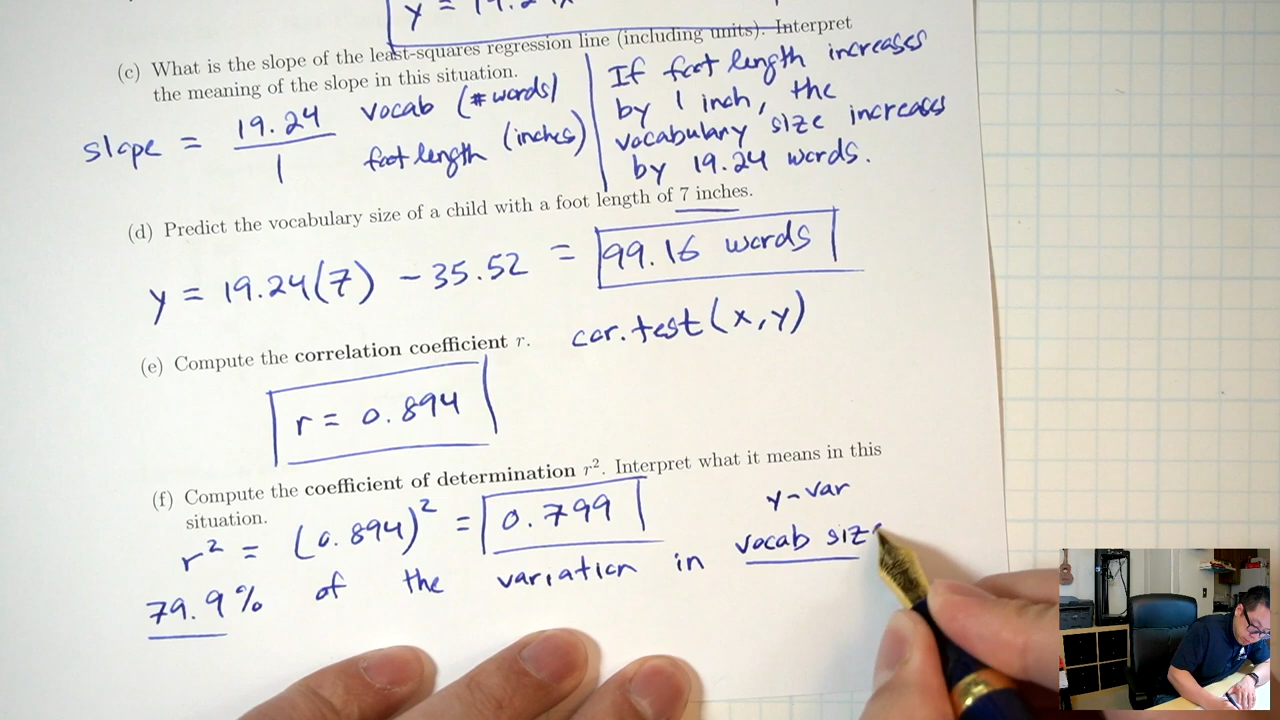 y = 19.24x
(c) What is the slope of the least-squares regression line (including units). Interpret
the meaning of the slope in this situation.
slope = 19.24 vocab (# words)
1 foot length (inches)
If foot length increases
by 1 inch, the
vocabulary size increases
by 19.24 words.
(d) Predict the vocabulary size of a child with a foot length of 7 inches.
y = 19.24(7) - 35.52 = 99.16 words
(e) Compute the correlation coefficient r. cor.test(x,y)
r = 0.894
(f) Compute the coefficient of determination r². Interpret what it means in this
situation.
r² = (0.894)² = 0.799
y-var
79.9% of the variation in vocab size